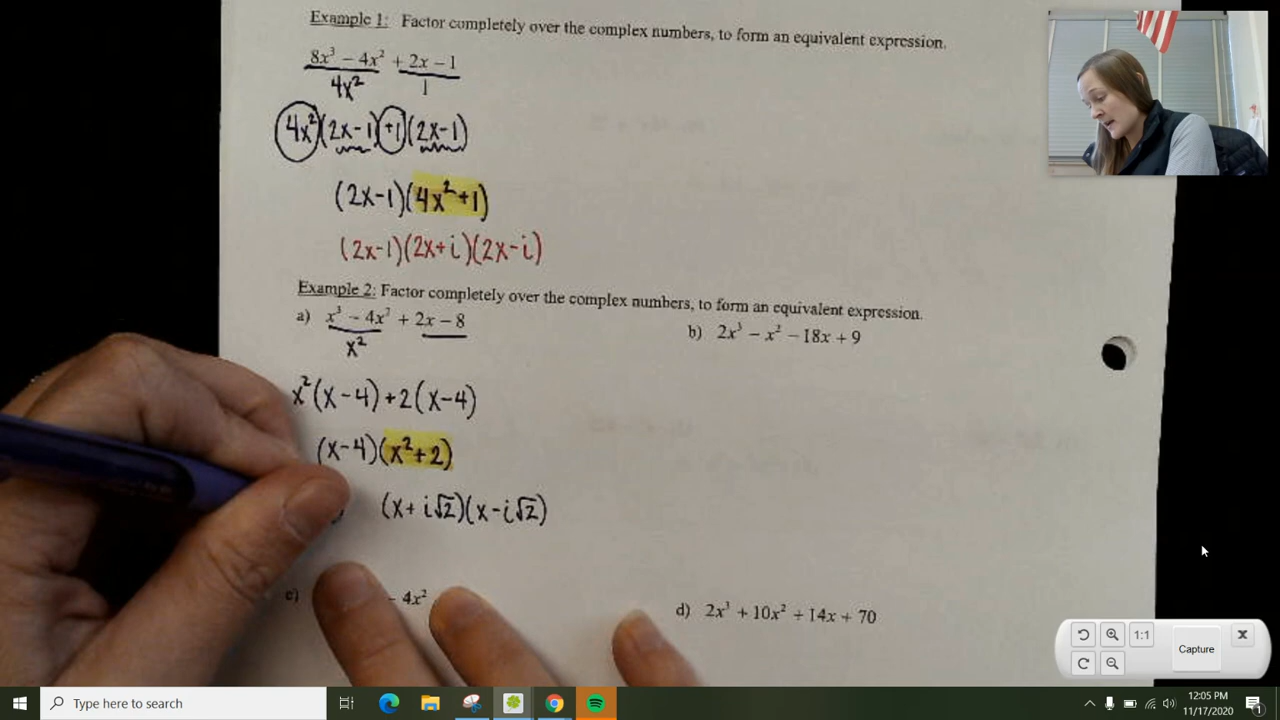 Example 1: Factor completely over the complex numbers, to form an equivalent expression.
8x³ – 4x² + 2x – 1
4x² 1
4x²(2x-1)+1(2x-1)
(2x-1)(4x²+1)
(2x-1)(2x+i)(2x-i)
Example 2: Factor completely over the complex numbers, to form an equivalent expression.
a) x³ – 4x² + 2x – 8
x²
b) 2x³ – x² – 18x + 9
x²(x-4)+2(x-4)
(x-4)(x²+2)
(x+i√2)(x-i√2)
c) – 4x²
d) 2x³ + 10x² + 14x + 70
1:1
Capture
Type here to search
12:05 PM
11/17/2020
1